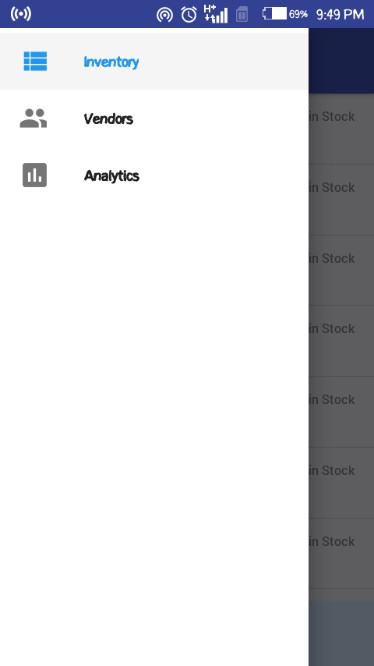 H+ 69% 9:49 PM
Inventory
Vendors
Analytics
in Stock
in Stock
in Stock
in Stock
in Stock
in Stock
in Stock